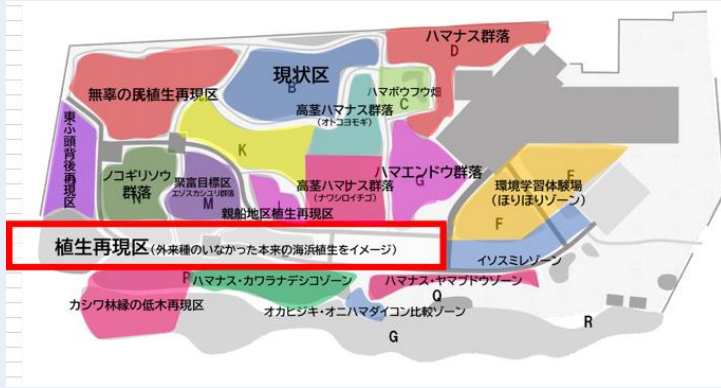 ハマナス群落
D
現状区
B
無辜の民植生再現区
ハマボウフウ畑
C
高茎ハマナス群落
(オトコヨモギ)
東ふ頭背後再現区
K
ノコギリソウ
群落
N
聚富目標区
エゾスカシユリ群落
M
高茎ハマナス群落
(ナワシロイチゴ)
ハマエンドウ群落
G
環境学習体験場
(ほりほりゾーン)
F
F
親船地区植生再現区
植生再現区(外来種のいなかった本来の海浜植生をイメージ)
イソスミレゾーン
P
ハマナス・カワラナデシコゾーン
ハマナス・ヤマブドウゾーン
Q
カシワ林縁の低木再現区
オカヒジキ・オニハマダイコン比較ゾーン
G
R